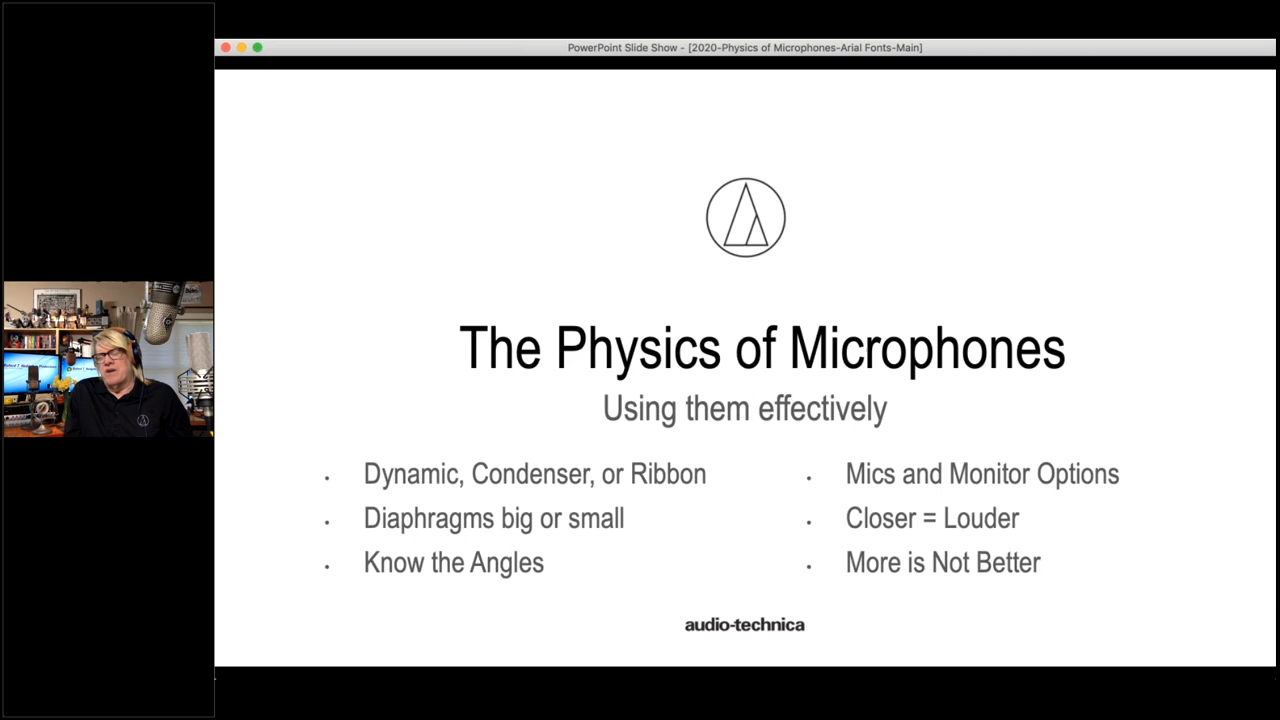 PowerPoint Slide Show - [2020-Physics of Microphones-Arial Fonts-Main]
The Physics of Microphones
Using them effectively
• Dynamic, Condenser, or Ribbon
• Diaphragms big or small
• Know the Angles
• Mics and Monitor Options
• Closer = Louder
• More is Not Better
audio-technica